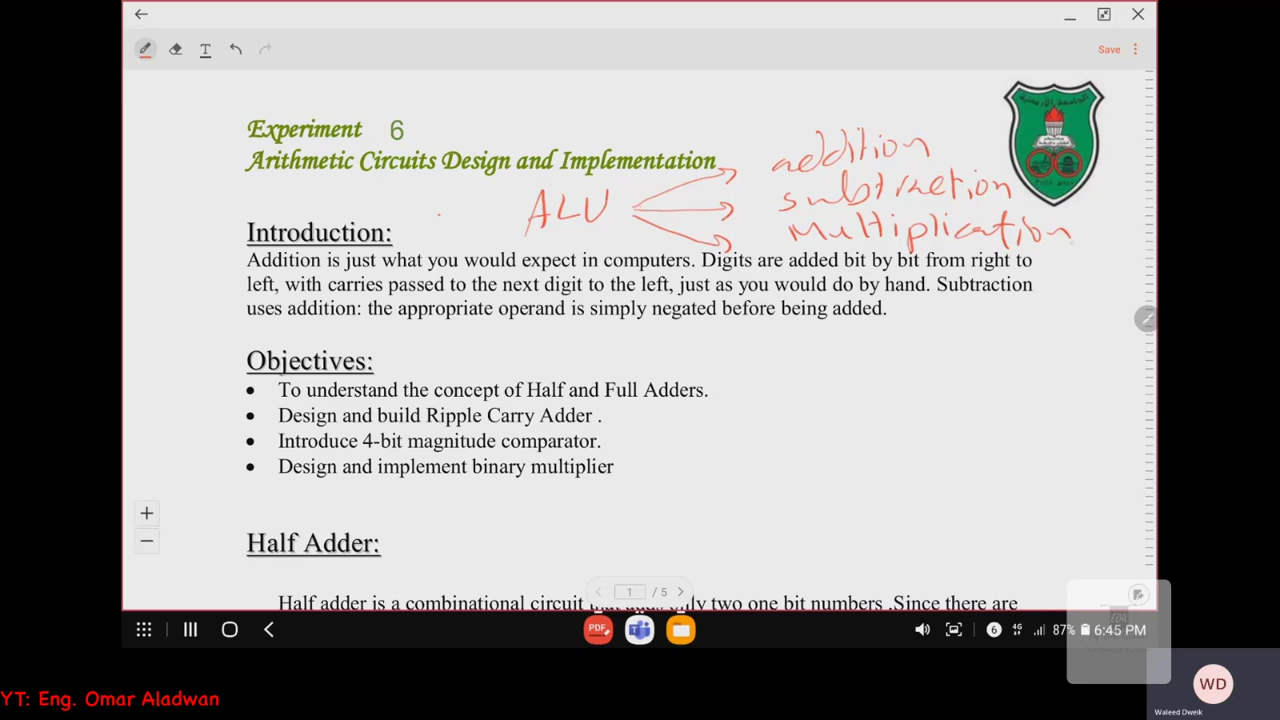 Save
Experiment 6
Arithmetic Circuits Design and Implementation
addition
subtraction
ALU
Multiplication
Introduction:
Addition is just what you would expect in computers. Digits are added bit by bit from right to
left, with carries passed to the next digit to the left, just as you would do by hand. Subtraction
uses addition: the appropriate operand is simply negated before being added.
Objectives:
• To understand the concept of Half and Full Adders.
• Design and build Ripple Carry Adder .
• Introduce 4-bit magnitude comparator.
• Design and implement binary multiplier
Half Adder:
1 / 5
Half adder is a combinational circuit that adds only two one bit numbers .Since there are
PDF
6 4G 87% 6:45 PM
WD
YT: Eng. Omar Aladwan
Waleed Dweik